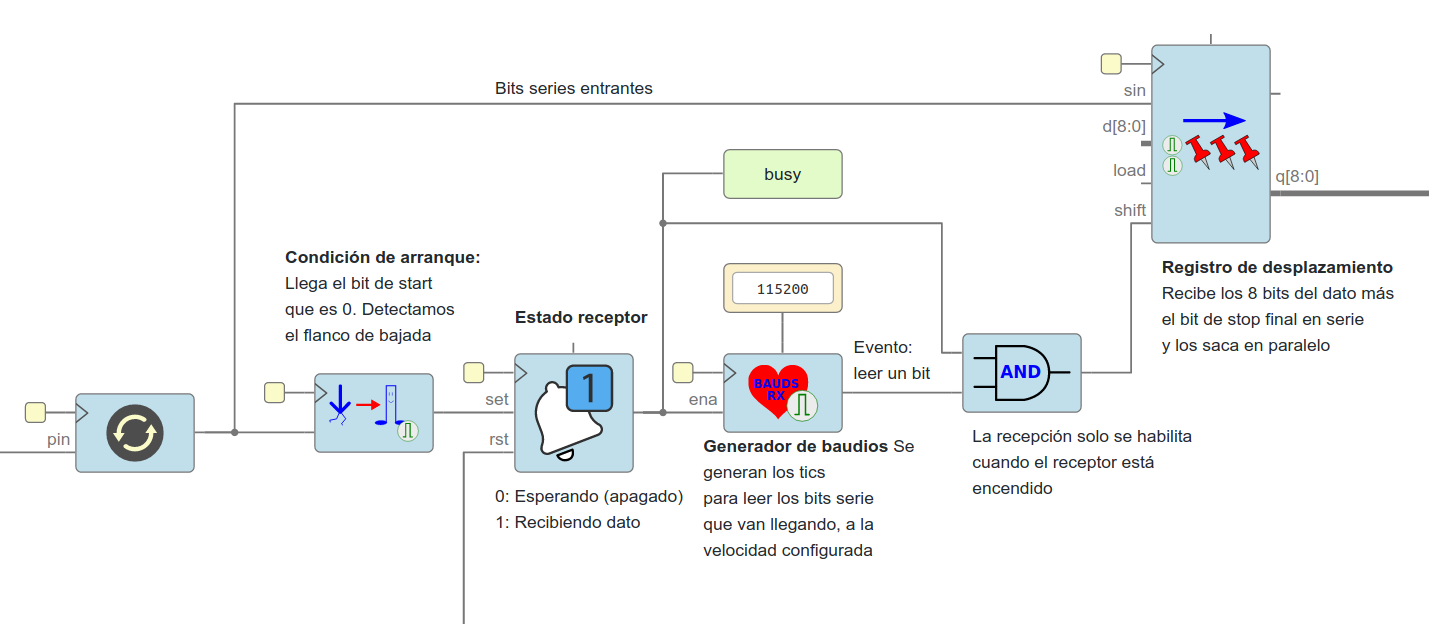 Bits series entrantes
sin
d[8:0]
load
shift
q[8:0]
busy
Condición de arranque:
Llega el bit de start
que es 0. Detectamos
el flanco de bajada
Registro de desplazamiento
Recibe los 8 bits del dato más
el bit de stop final en serie
y los saca en paralelo
115200
Estado receptor
Evento:
leer un bit
1
BAUDS
RX
AND
set
ena
rst
pin
Generador de baudios Se
generan los tics
para leer los bits serie
que van llegando, a la
velocidad configurada
La recepción solo se habilita
cuando el receptor está
encendido
0: Esperando (apagado)
1: Recibiendo dato